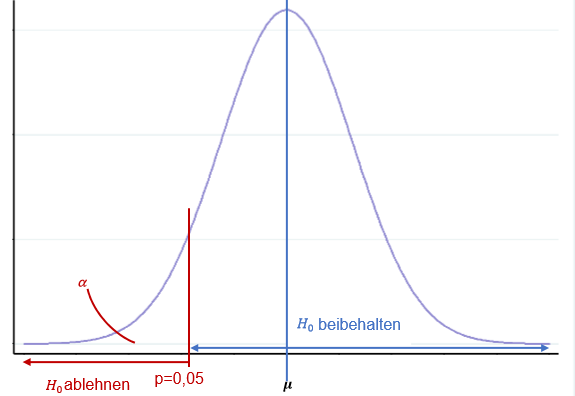 α
H₀ beibehalten
H₀ ablehnen
p=0,05
μ